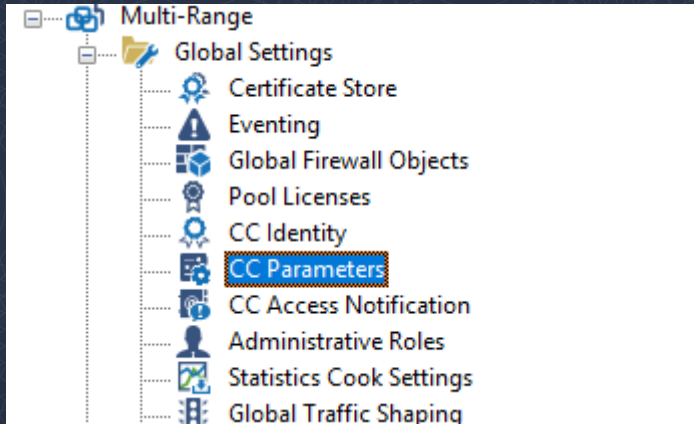 Multi-Range
Global Settings
Certificate Store
Eventing
Global Firewall Objects
Pool Licenses
CC Identity
CC Parameters
CC Access Notification
Administrative Roles
Statistics Cook Settings
Global Traffic Shaping